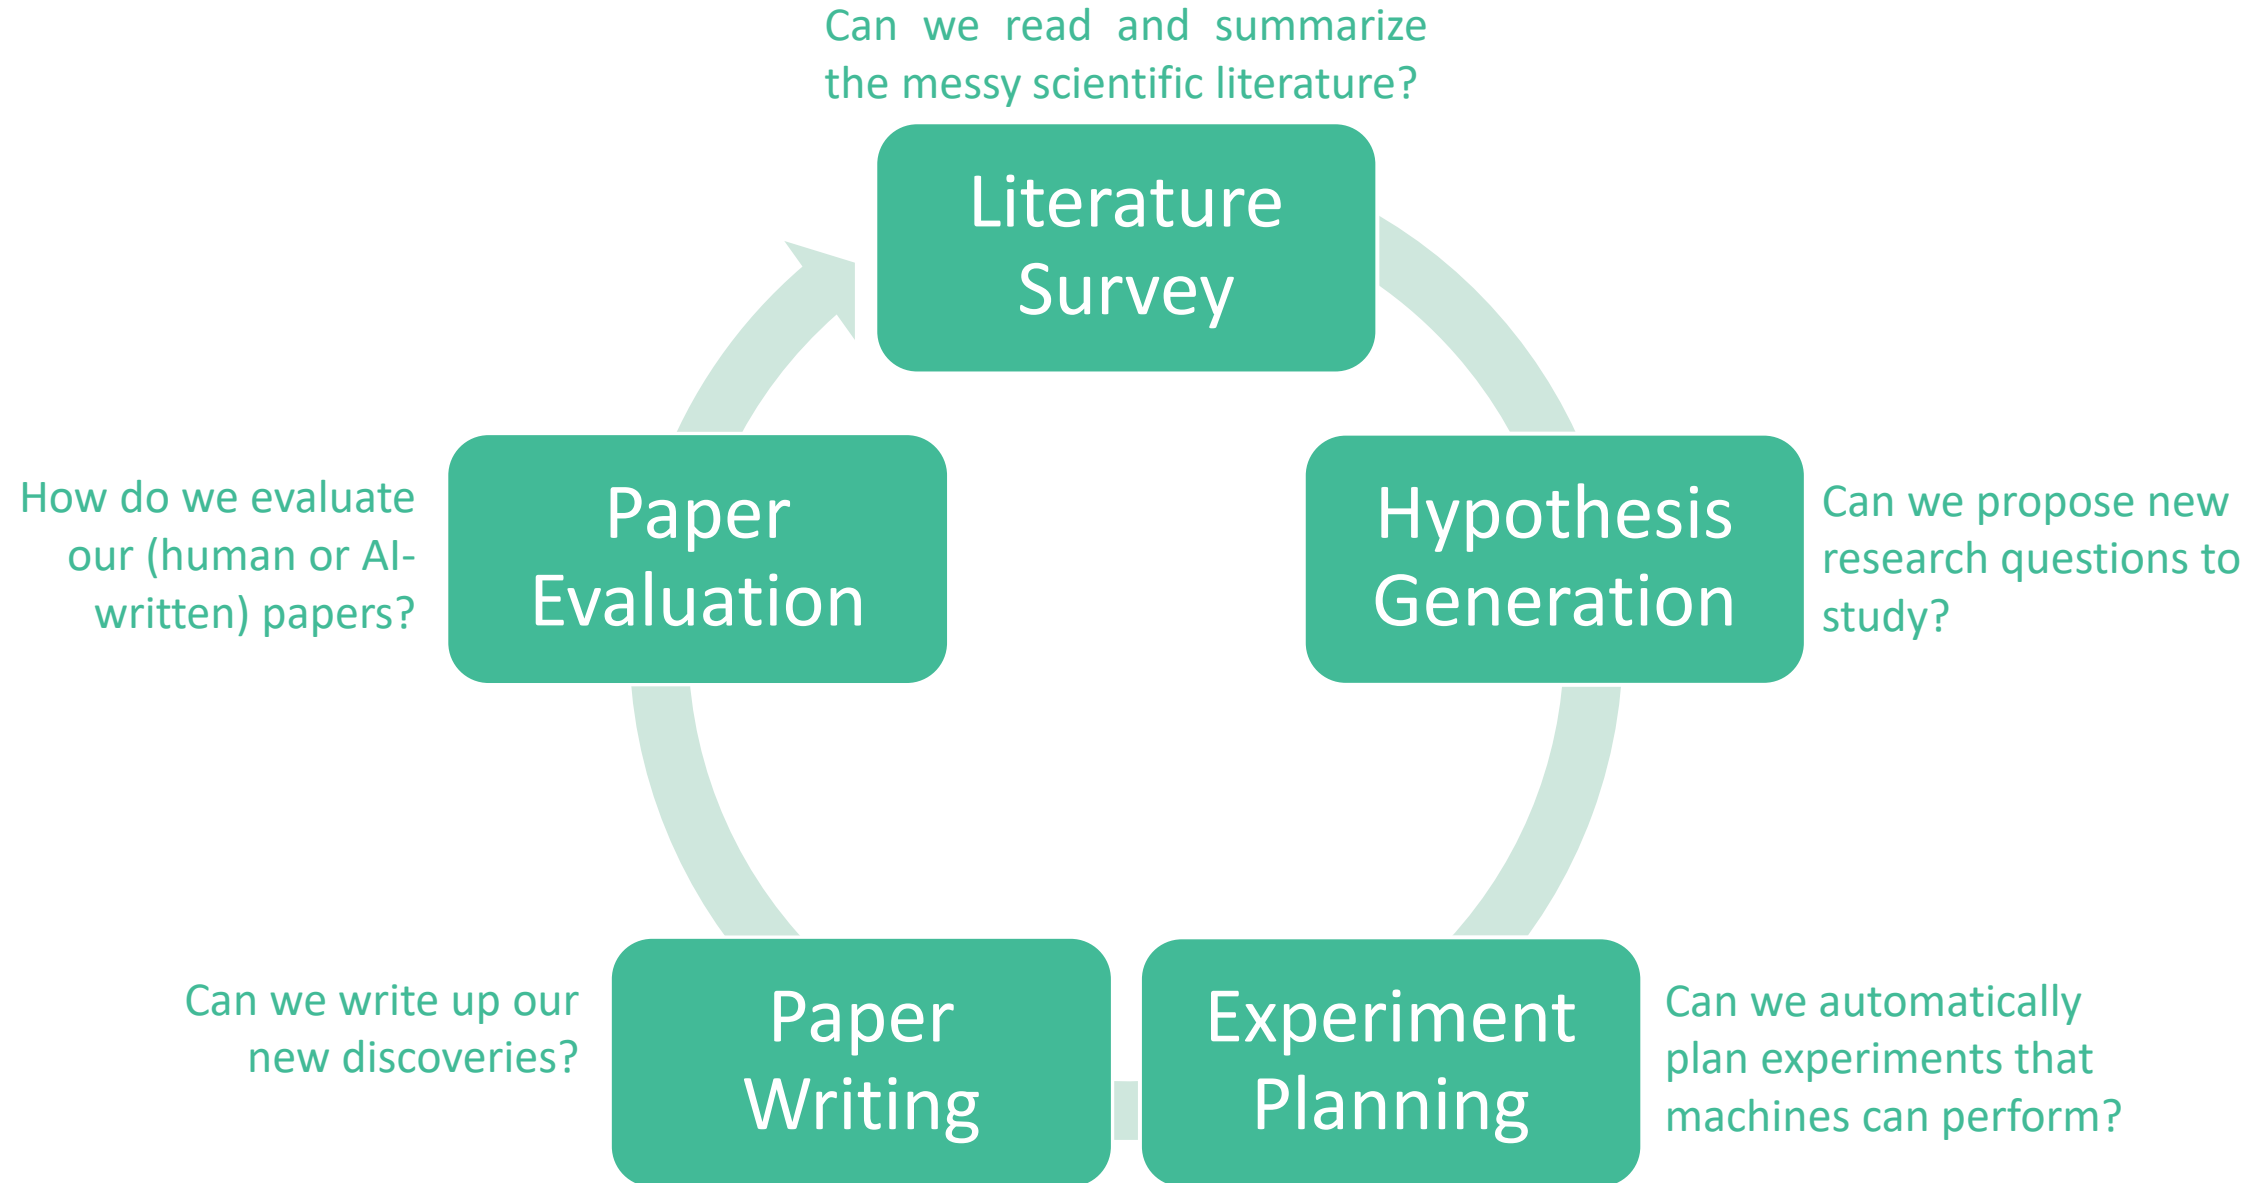 Can we read and summarize
the messy scientific literature?
Literature
Survey
Hypothesis
Generation
Can we propose new
research questions to
study?
Experiment
Planning
Can we automatically
plan experiments that
machines can perform?
Paper
Writing
Can we write up our
new discoveries?
Paper
Evaluation
How do we evaluate
our (human or AI-
written) papers?